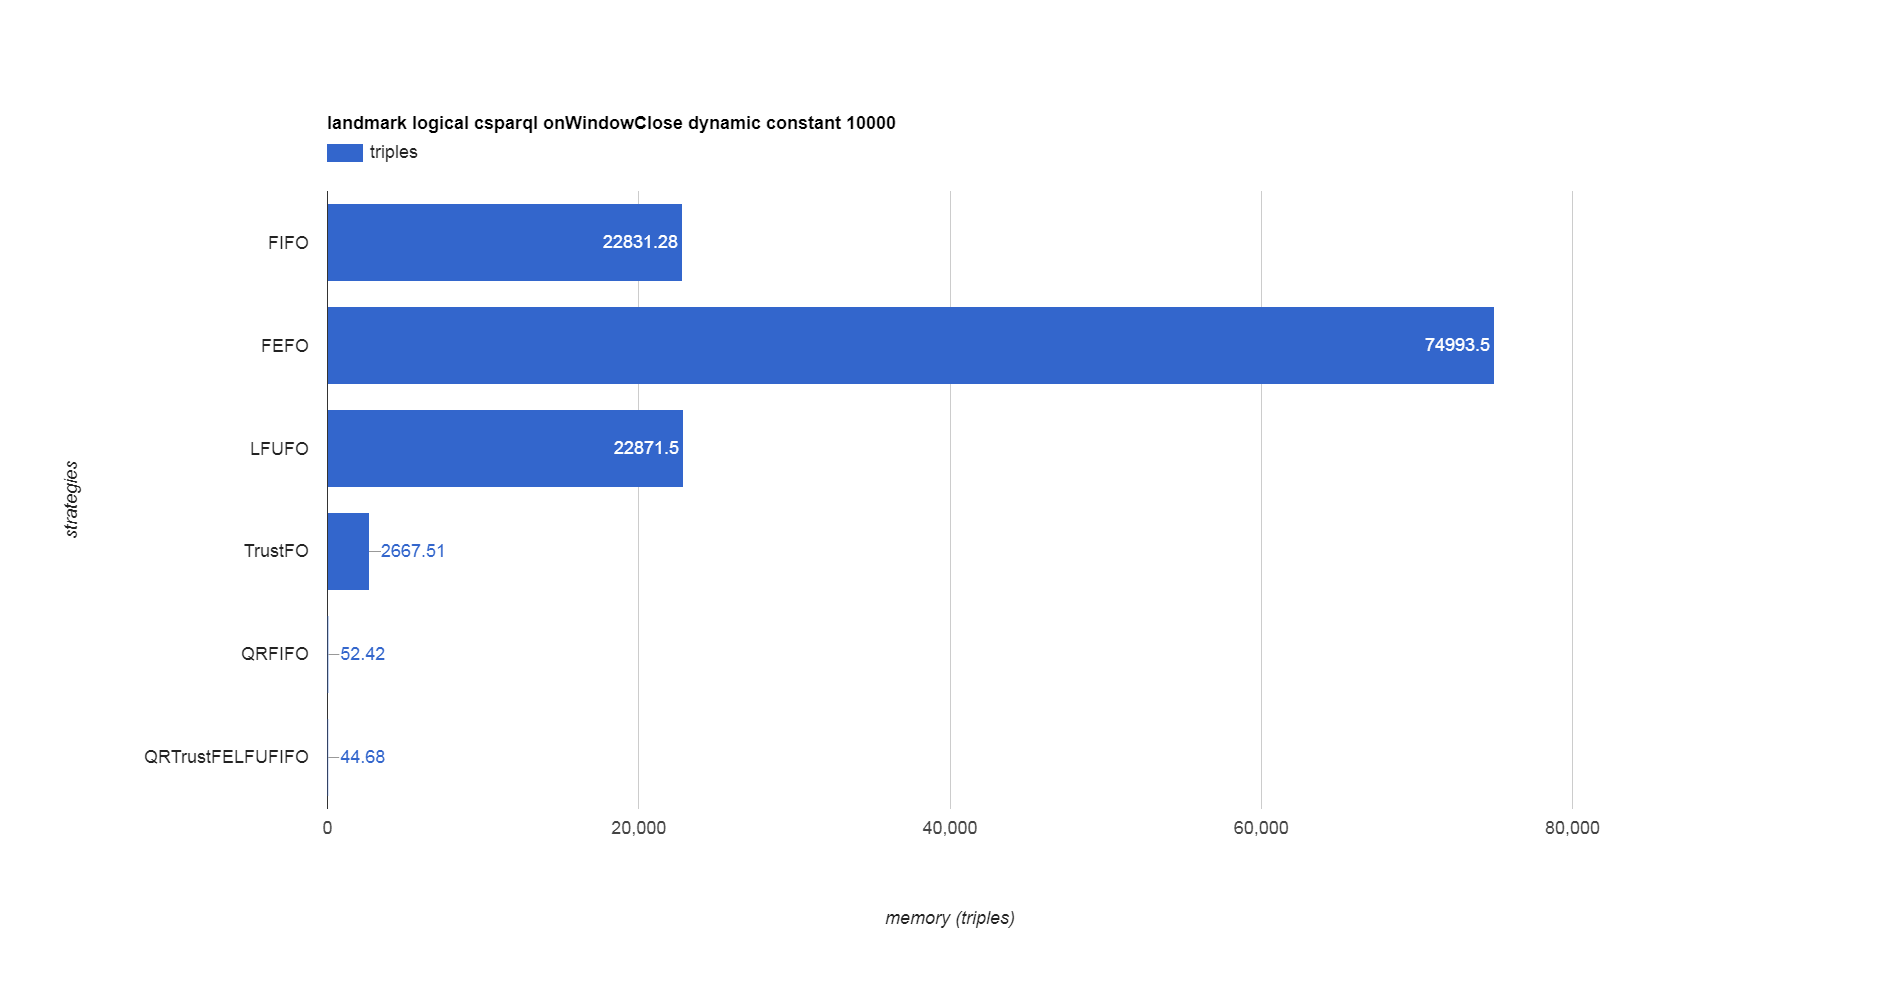 landmark logical csparql onWindowClose dynamic constant 10000
triples
FIFO
22831.28
FEFO
74993.5
LFUFO
22871.5
TrustFO
2667.51
QRFIFO
52.42
QRTrustFELFUFIFO
44.68
strategies
0
20,000
40,000
60,000
80,000
memory (triples)